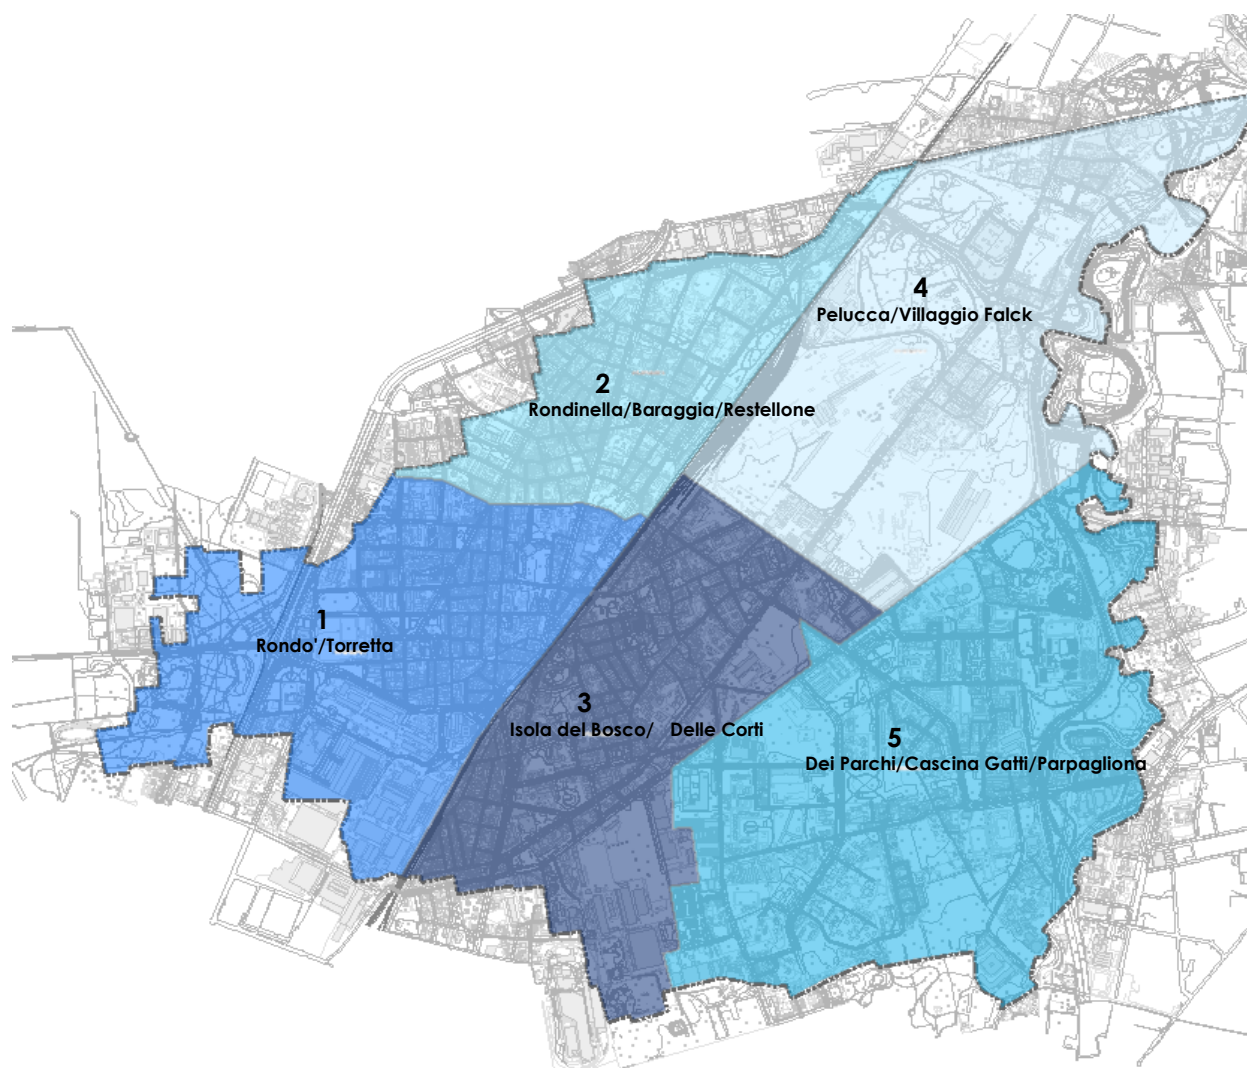 4
Pelucca/Villaggio Falck
2
Rondinella/Baraggia/Restellone
1
Rondo'/Torretta
3
Isola del Bosco/ Delle Corti
5
Dei Parchi/Cascina Gatti/Parpagliona